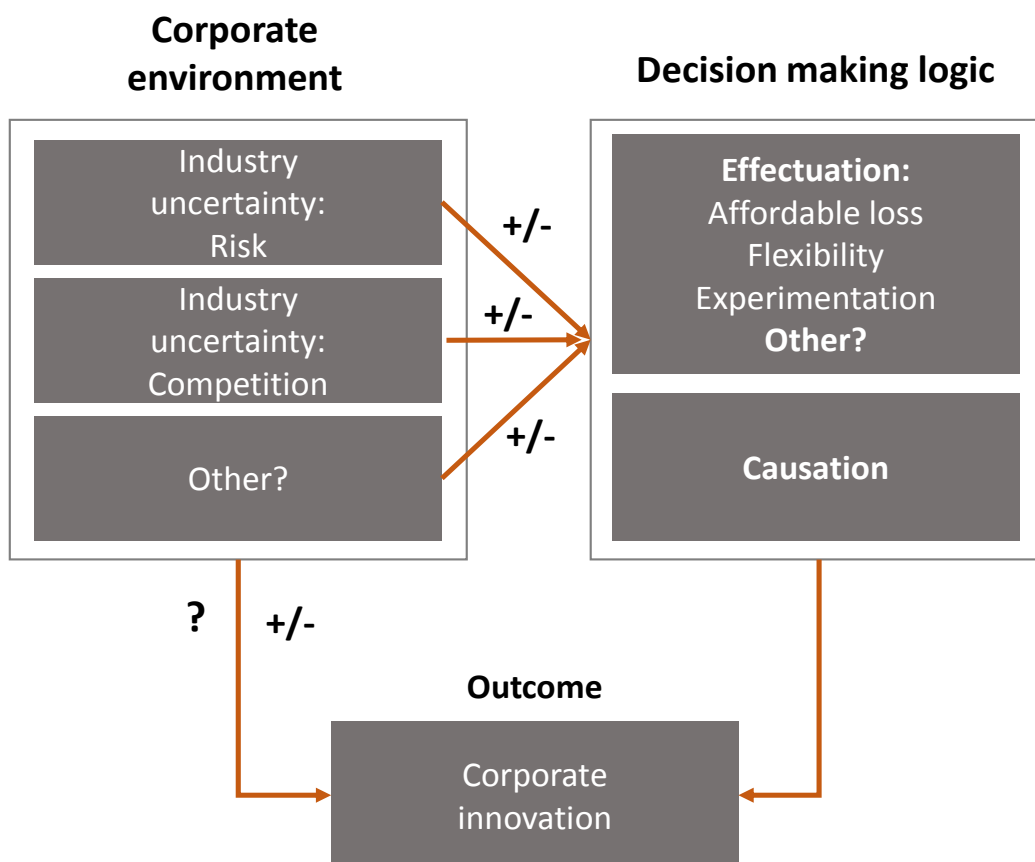 Corporate
environment
Decision making logic
Industry
uncertainty:
Risk
Industry
uncertainty:
Competition
Other?
+/-
+/-
+/-
Effectuation:
Affordable loss
Flexibility
Experimentation
Other?
Causation
?
+/-
Outcome
Corporate
innovation